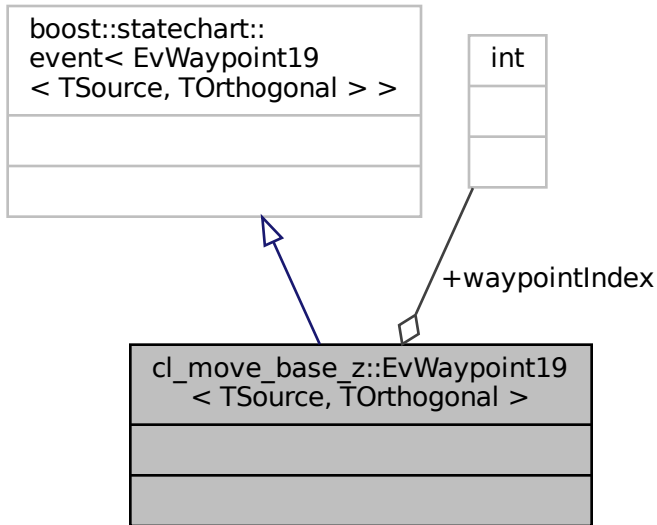 boost::statechart::
event< EvWaypoint19
< TSource, TOrthogonal > >
int
+waypointIndex
cl_move_base_z::EvWaypoint19
< TSource, TOrthogonal >